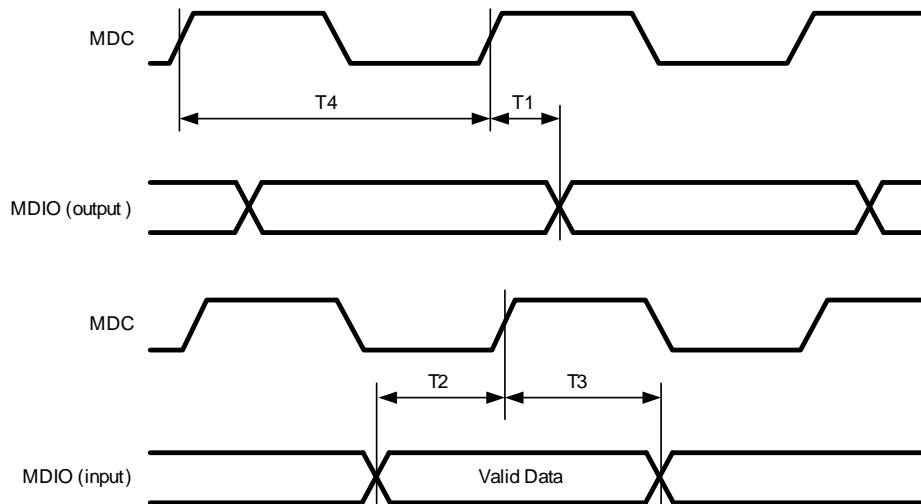 MDC
T4
T1
MDIO (output )
MDC
T2
T3
MDIO (input)
Valid Data